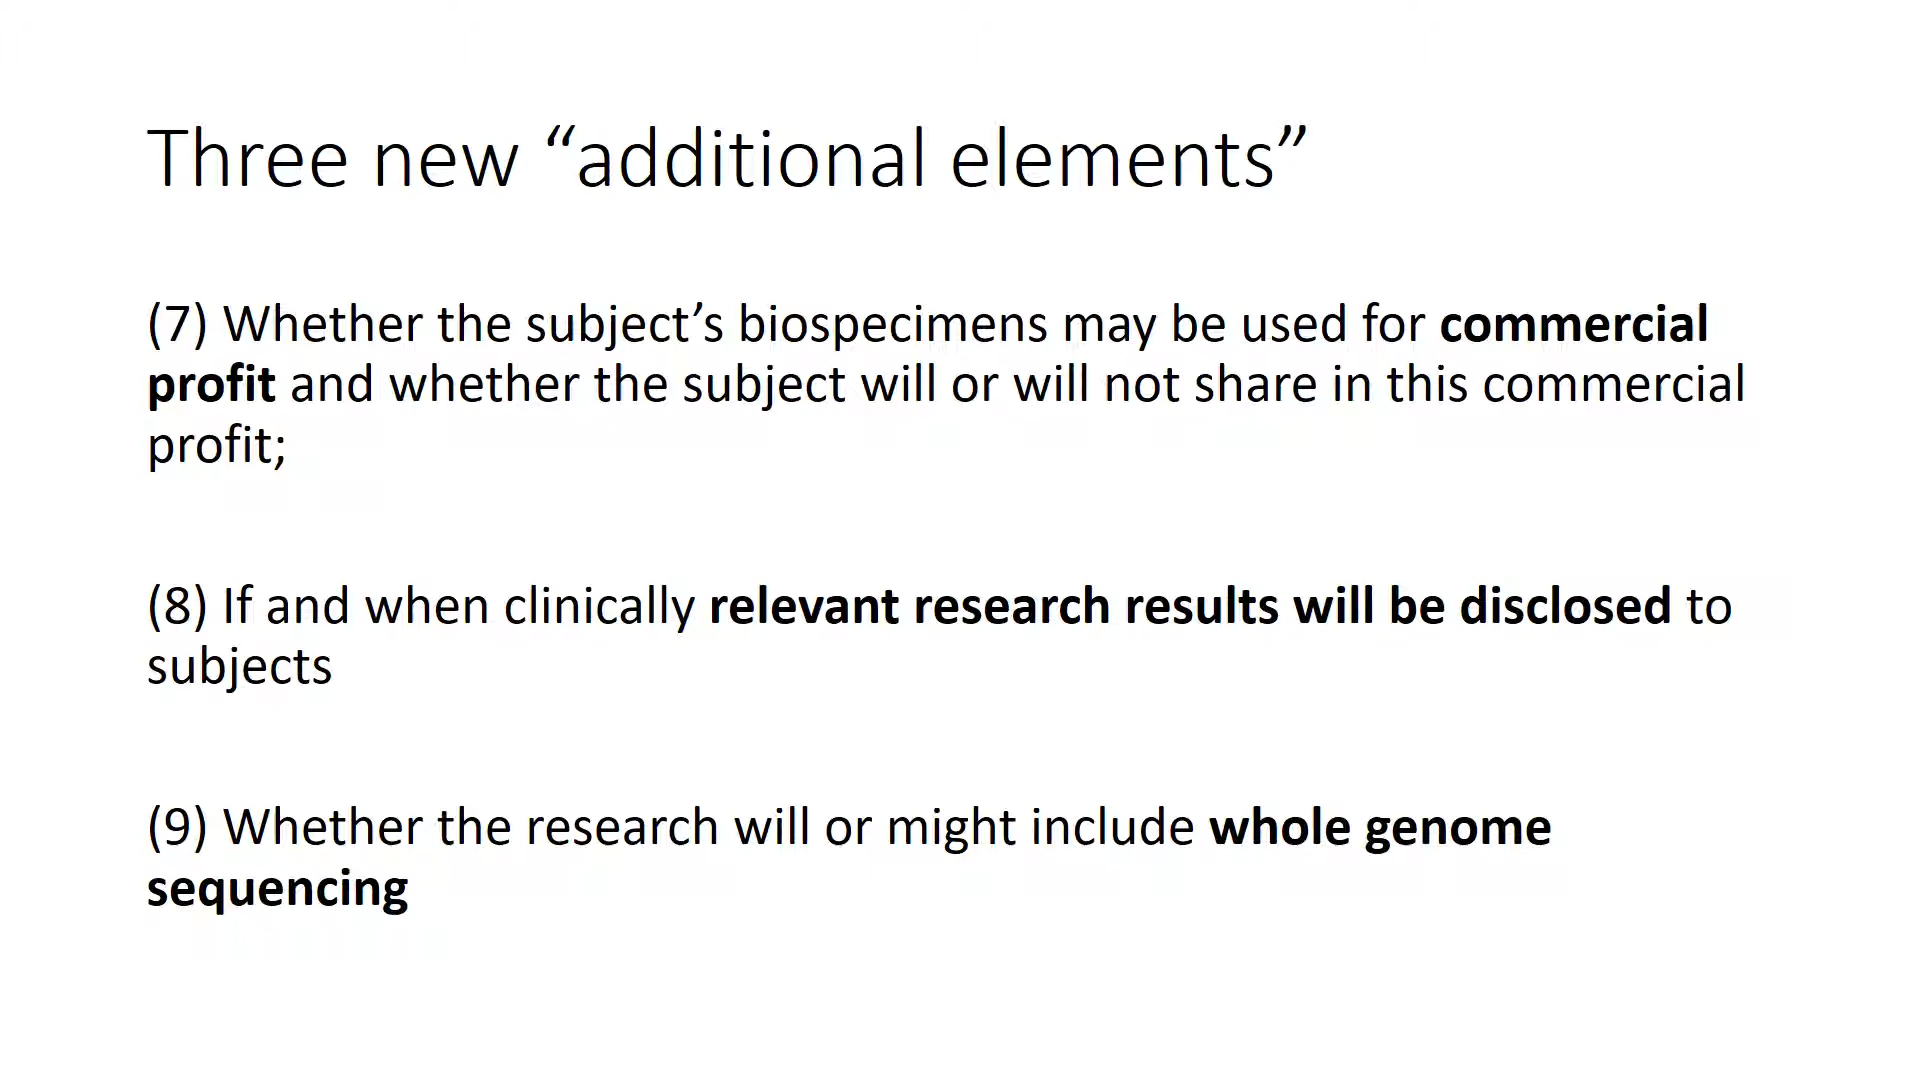 Three new “additional elements”
(7) Whether the subject’s biospecimens may be used for commercial
profit and whether the subject will or will not share in this commercial
profit;
(8) If and when clinically relevant research results will be disclosed to
subjects
(9) Whether the research will or might include whole genome
sequencing